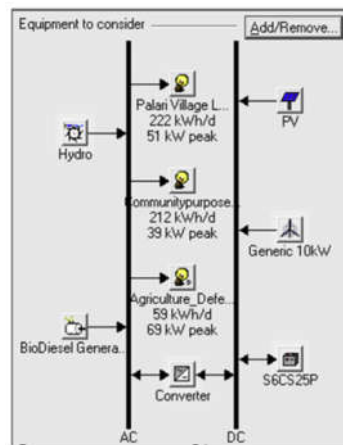 Equipment to consider
Add/Remove...
Palari Village L...
222 kWh/d
51 kW peak
PV
Hydro
Communitypurpose...
212 kWh/d
39 kW peak
Generic 10kW
Agriculture_Defe...
59 kWh/d
69 kW peak
BioDiesel Genera...
Converter
S6CS25P
AC
DC